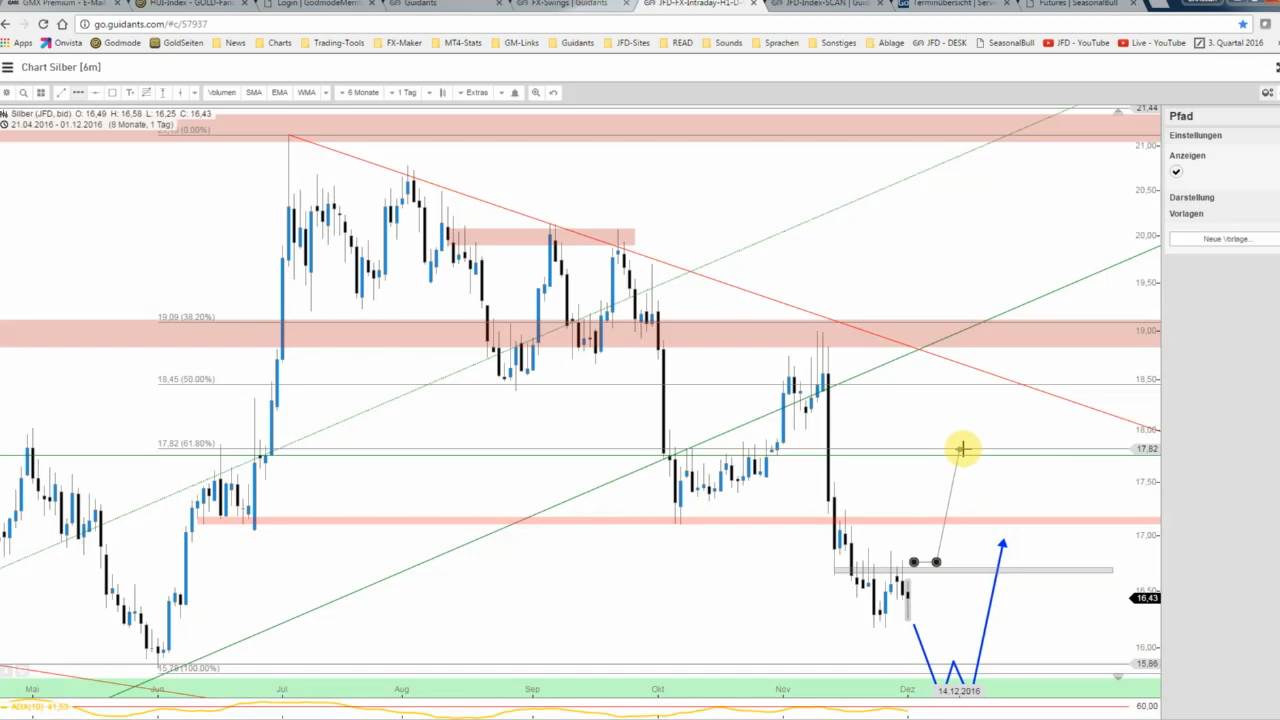 GMX Premium - E-Mail
HUI-Index - GOLD-Fan
Login | GodmodeMemb
Guidants
FX-Swings | Guidants
JFD-FX-Intraday-H1-D
JFD-Index-SCAN | Guid
Terminübersicht | Servic
Futures | SeasonalBull
go.guidants.com/#c/57937
Apps Onvista Godmode GoldSeiten News Charts Trading-Tools FX-Maker MT4-Stats GM-Links Guidants JFD-Sites READ Sounds Sprachen Sonstiges Ablage JFD - DESK SeasonalBull JFD - YouTube Live - YouTube 3. Quartal 2016
Chart Silber [6m]
Volumen SMA EMA WMA 6 Monate 1 Tag Extras
Silber (JFD, bid) O: 16,49 H: 16,58 L: 16,25 C: 16,43
21.04.2016 - 01.12.2016 (6 Monate, 1 Tag)
(0.00%)
19,09 (38.20%)
18,45 (50.00%)
17,82 (61.80%)
15,78 (100.00%)
21,44
21,00
20,50
20,00
19,50
19,00
18,50
18,00
17,82
17,50
17,00
16,50
16,43
16,00
15,86
60.00
Mai Jun Jul Aug Sep Okt Nov Dez 14.12.2016
ADX(10) 41,53
Pfad
Einstellungen
Anzeigen
Darstellung
Vorlagen
Neue Vorlage...